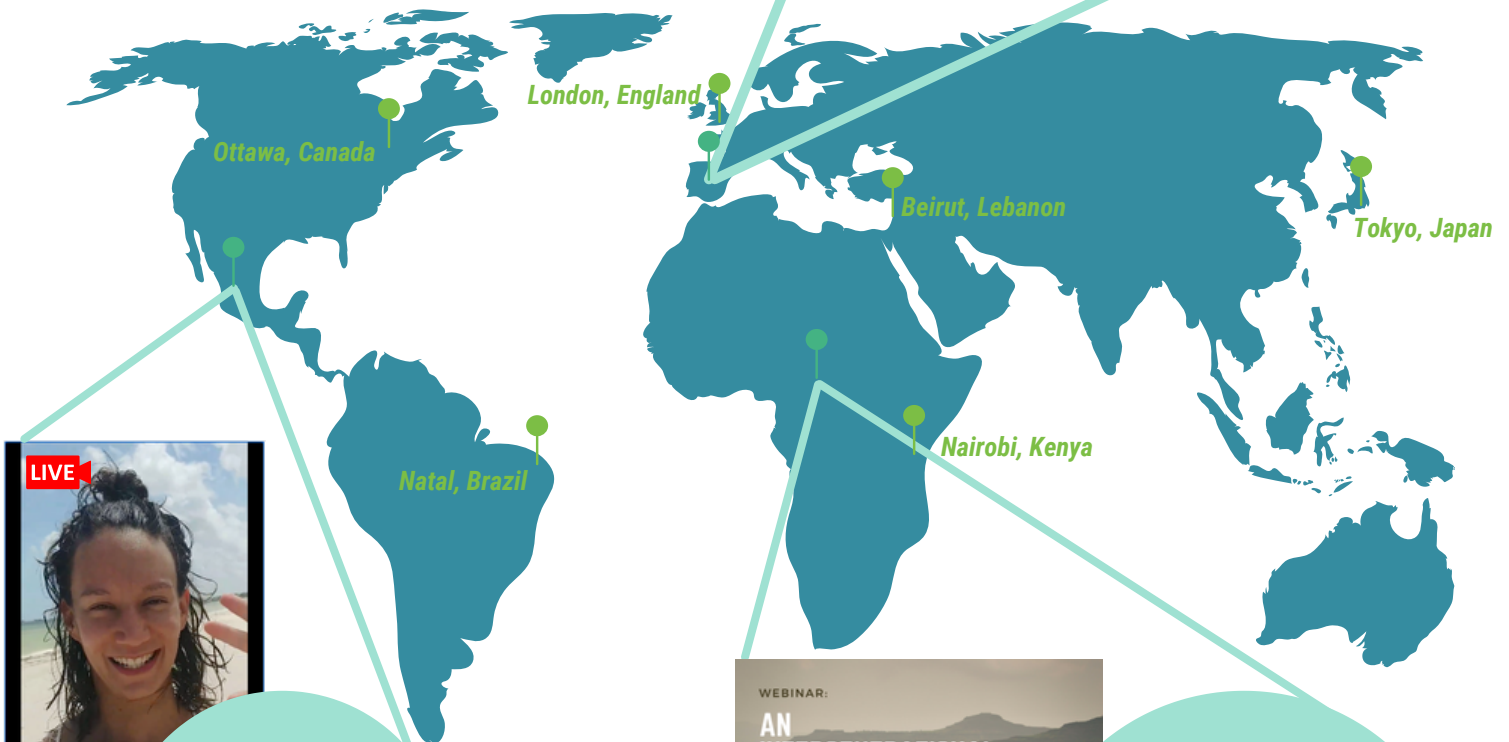 London, England
Ottawa, Canada
Beirut, Lebanon
Tokyo, Japan
Nairobi, Kenya
Natal, Brazil
LIVE
WEBINAR:
AN